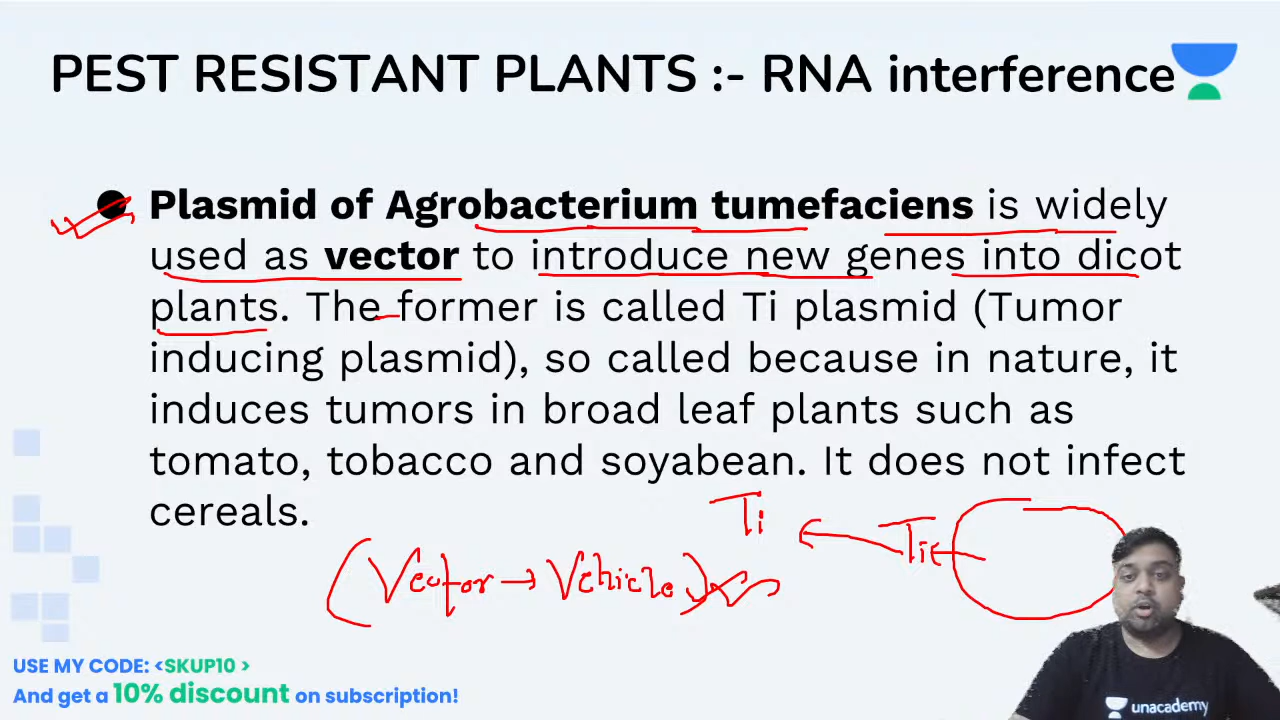 PEST RESISTANT PLANTS :- RNA interference
Plasmid of Agrobacterium tumefaciens is widely
used as vector to introduce new genes into dicot
plants. The former is called Ti plasmid (Tumor
inducing plasmid), so called because in nature, it
induces tumors in broad leaf plants such as
tomato, tobacco and soyabean. It does not infect
cereals.
Ti
Ti
(Vector → Vehicle)
USE MY CODE: <SKUP10 >
And get a 10% discount on subscription!
unacademy